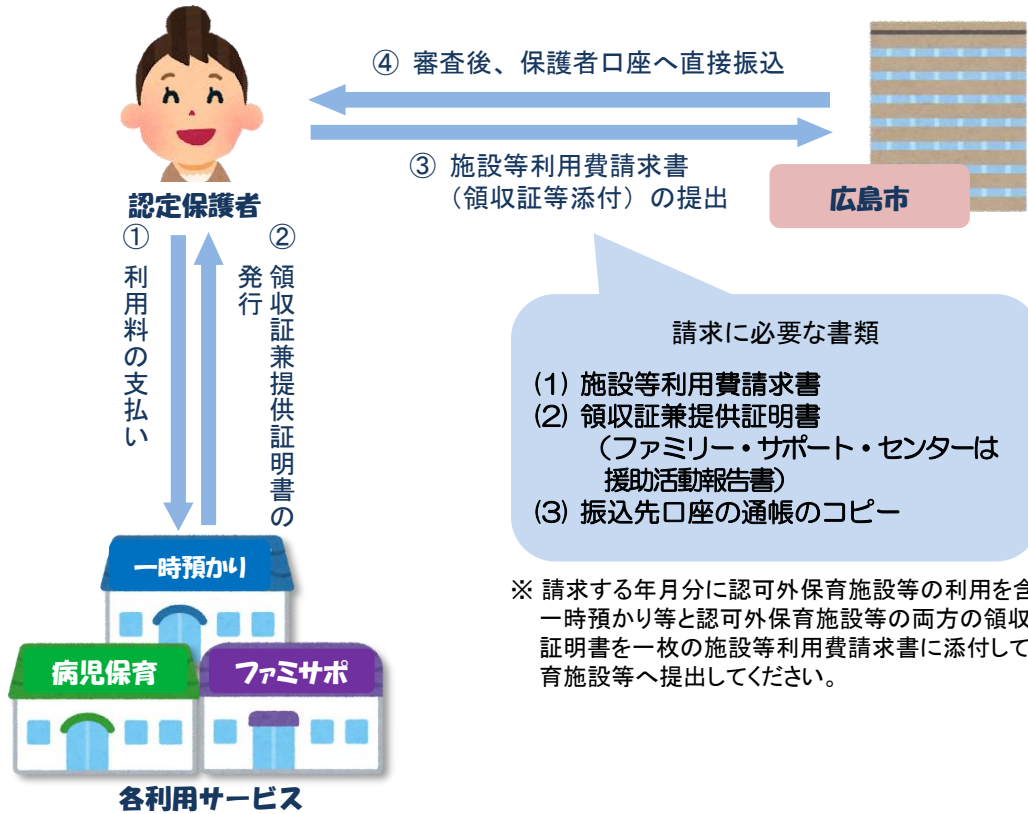 ④ 審査後、保護者口座へ直接振込
③ 施設等利用費請求書
(領収証等添付)の提出
広島市
認定保護者
① 利用料の支払い
② 領収証兼提供証明書の
発行
請求に必要な書類
(1) 施設等利用費請求書
(2) 領収証兼提供証明書
(ファミリー・サポート・センターは
援助活動報告書)
(3) 振込先口座の通帳のコピー
※ 請求する年月分に認可外保育施設等の利用を含
一時預かり等と認可外保育施設等の両方の領収
証明書を一枚の施設等利用費請求書に添付して
育施設等へ提出してください。
一時預かり
病児保育
ファミサポ
各利用サービス